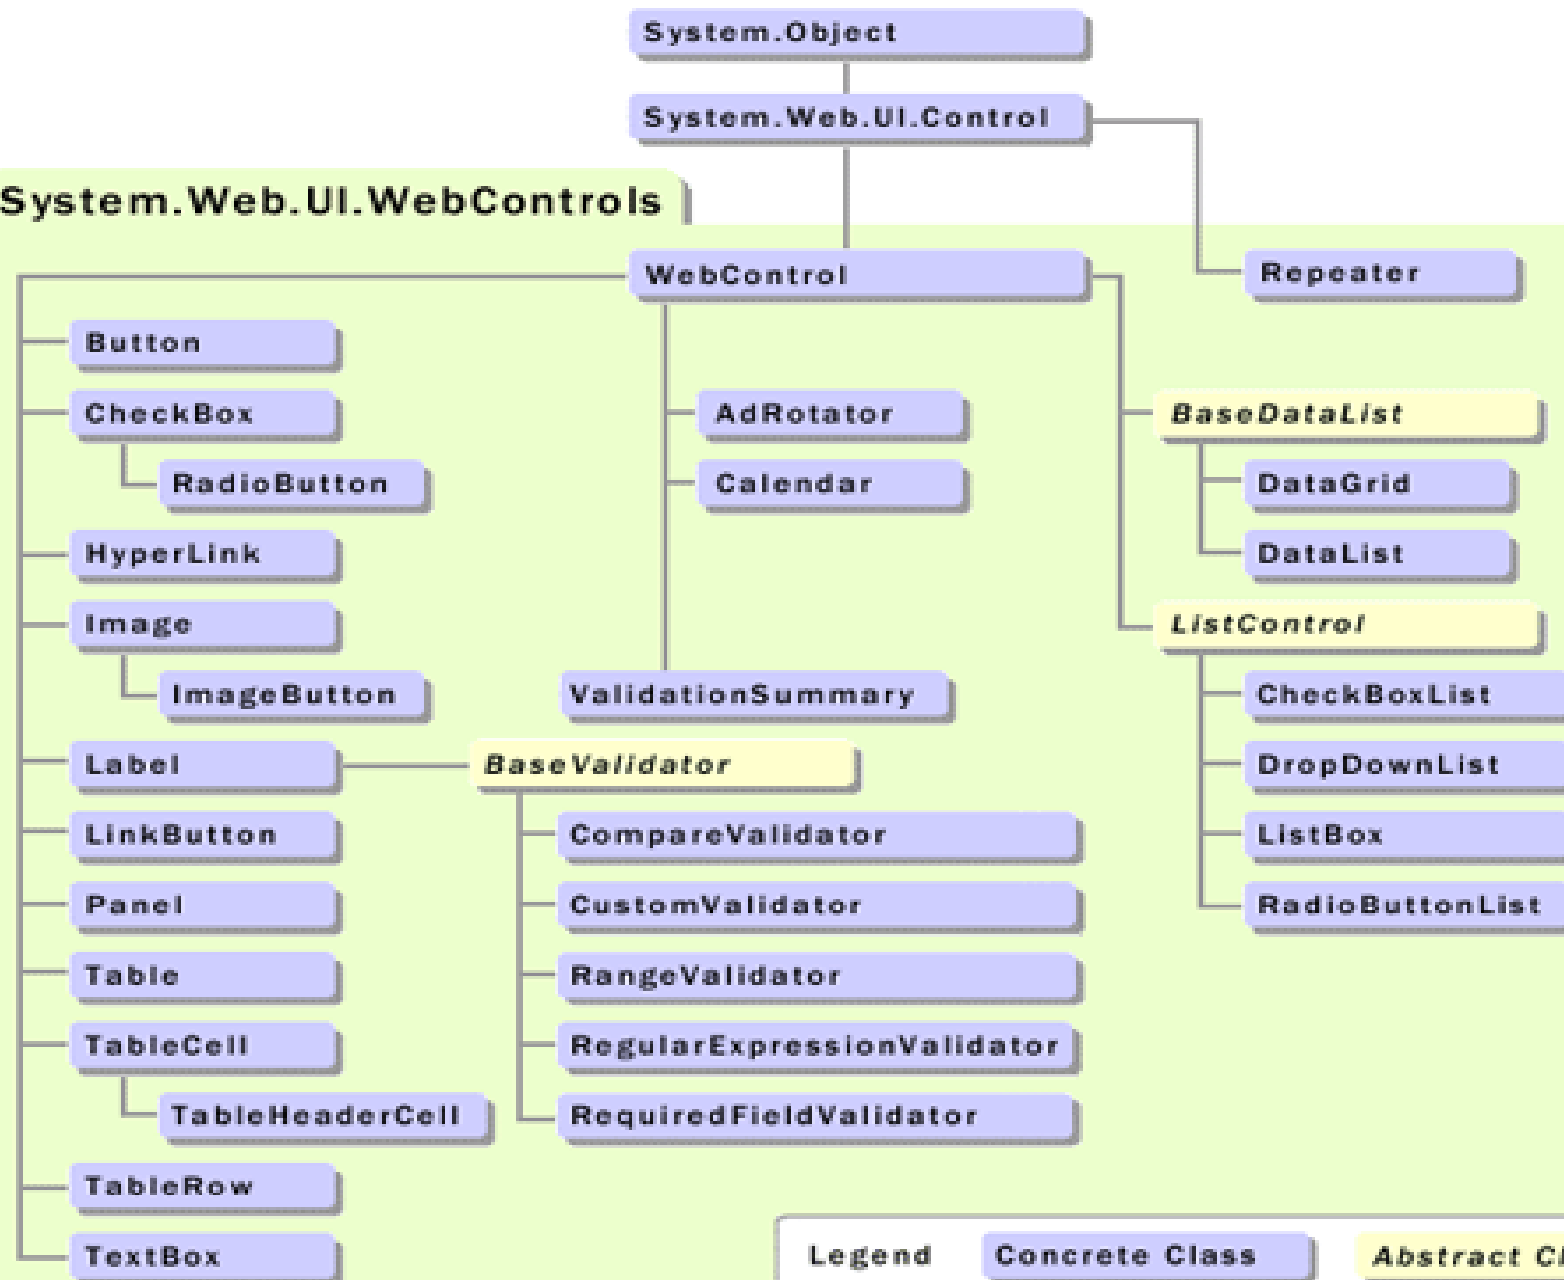 System.Object
System.Web.UI.Control
System.Web.UI.WebControls
WebControl
Repeater
Button
CheckBox
RadioButton
HyperLink
Image
ImageButton
Label
LinkButton
Panel
Table
TableCell
TableHeaderCell
TableRow
TextBox
AdRotator
Calendar
ValidationSummary
BaseValidator
CompareValidator
CustomValidator
RangeValidator
RegularExpressionValidator
RequiredFieldValidator
BaseDataList
DataGrid
DataList
ListControl
CheckBoxList
DropDownList
ListBox
RadioButtonList
Legend
Concrete Class
Abstract